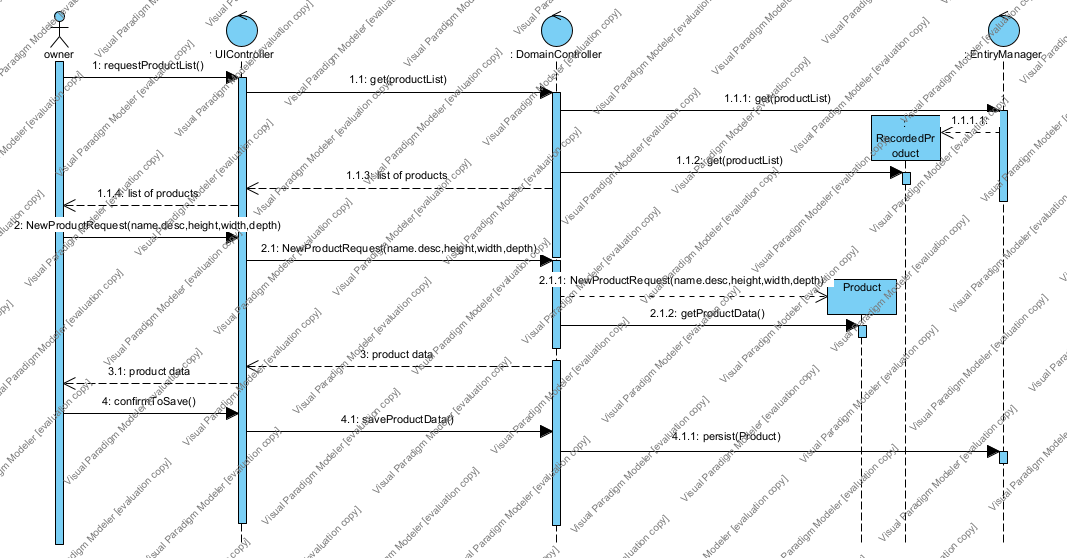 owner
: UIController
: DomainController
: EntryManager
1: requestProductList()
1.1: get(productList)
1.1.1: get(productList)
1.1.1.1:
:
RecordedPr
oduct
1.1.2: get(productList)
1.1.3: list of products
1.1.4: list of products
2: NewProductRequest(name.desc,height,width,depth)
2.1: NewProductRequest(name.desc,height,width,depth)
2.1.1: NewProductRequest(name.desc,height,width,depth)
Product
2.1.2: getProductData()
3: product data
3.1: product data
4: confirmToSave()
4.1: saveProductData()
4.1.1: persist(Product)
Visual Paradigm Modeler [evaluation copy]